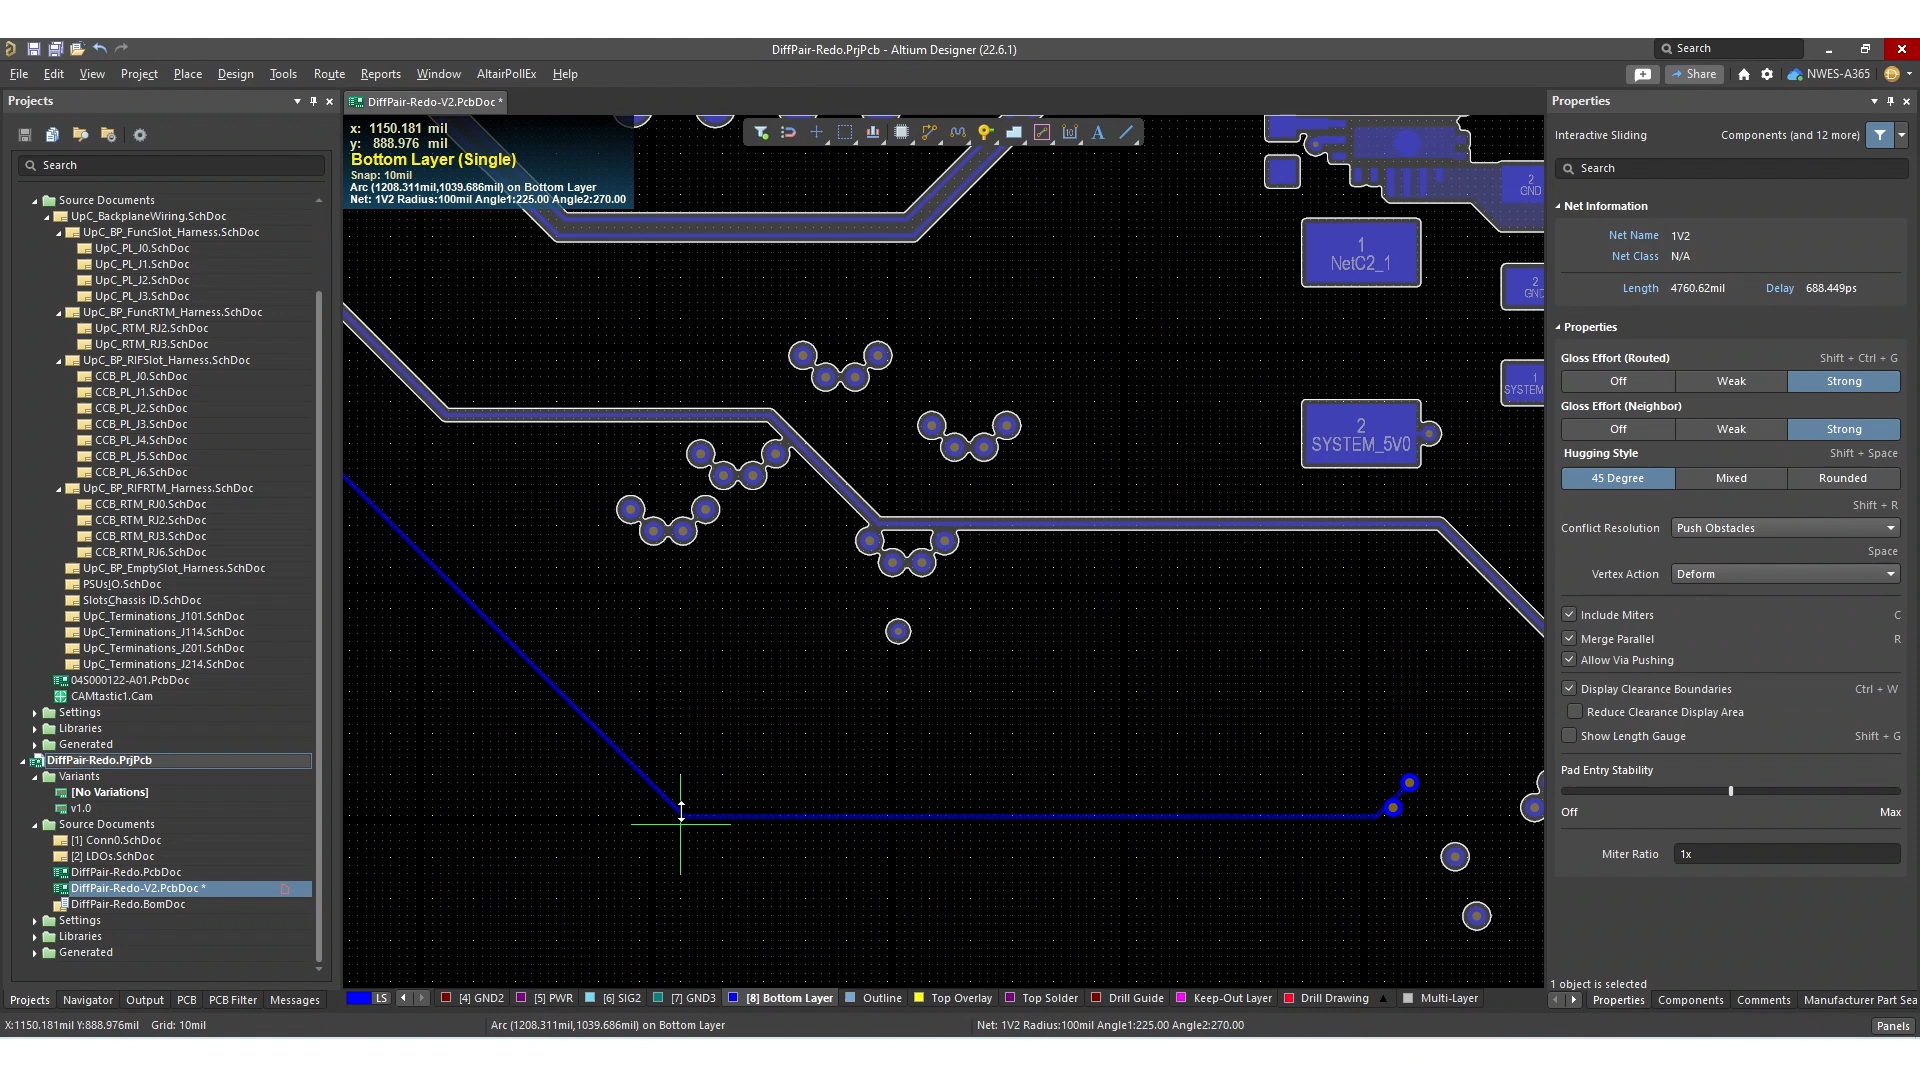 DiffPair-Redo.PrjPcb - Altium Designer (22.6.1)
Search
File Edit View Project Place Design Tools Route Reports Window AltairPollEx Help
Share
NWES-A365
Projects
Search
Source Documents
UpC_BackplaneWiring.SchDoc
UpC_BP_FuncSlot_Harness.SchDoc
UpC_PL_J0.SchDoc
UpC_PL_J1.SchDoc
UpC_PL_J2.SchDoc
UpC_PL_J3.SchDoc
UpC_BP_FuncRTM_Harness.SchDoc
UpC_RTM_RJ2.SchDoc
UpC_RTM_RJ3.SchDoc
UpC_BP_RIFSlot_Harness.SchDoc
CCB_PL_J0.SchDoc
CCB_PL_J1.SchDoc
CCB_PL_J2.SchDoc
CCB_PL_J3.SchDoc
CCB_PL_J4.SchDoc
CCB_PL_J5.SchDoc
CCB_PL_J6.SchDoc
UpC_BP_RIFRTM_Harness.SchDoc
CCB_RTM_RJ0.SchDoc
CCB_RTM_RJ2.SchDoc
CCB_RTM_RJ3.SchDoc
CCB_RTM_RJ6.SchDoc
UpC_BP_EmptySlot_Harness.SchDoc
PSUsIO.SchDoc
SlotsChassis ID.SchDoc
UpC_Terminations_J101.SchDoc
UpC_Terminations_J114.SchDoc
UpC_Terminations_J201.SchDoc
UpC_Terminations_J214.SchDoc
04S000122-A01.PcbDoc
CAMtastic1.Cam
Settings
Libraries
Generated
DiffPair-Redo.PrjPcb
Variants
[No Variations]
v1.0
Source Documents
[1] Conn0.SchDoc
[2] LDOs.SchDoc
DiffPair-Redo.PcbDoc
DiffPair-Redo-V2.PcbDoc *
DiffPair-Redo.BomDoc
Settings
Libraries
Generated
Projects Navigator Output PCB PCB Filter Messages
DiffPair-Redo-V2.PcbDoc *
x: 1150.181 mil
y: 888.976 mil
Bottom Layer (Single)
Snap: 10mil
Arc (1208.311mil,1039.686mil) on Bottom Layer
Net: 1V2 Radius:100mil Angle1:225.00 Angle2:270.00
A
2
GND
1
NetC2_1
2
GND
1
SYSTEM
2
SYSTEM_5V0
LS [4] GND2 [5] PWR [6] SIG2 [7] GND3 [8] Bottom Layer Outline Top Overlay Top Solder Drill Guide Keep-Out Layer Drill Drawing Multi-Layer
Properties
Interactive Sliding Components (and 12 more)
Search
Net Information
Net Name 1V2
Net Class N/A
Length 4760.62mil Delay 688.449ps
Properties
Gloss Effort (Routed) Shift + Ctrl + G
Off Weak Strong
Gloss Effort (Neighbor)
Off Weak Strong
Hugging Style Shift + Space
45 Degree Mixed Rounded
Shift + R
Conflict Resolution Push Obstacles
Space
Vertex Action Deform
Include Miters C
Merge Parallel R
Allow Via Pushing
Display Clearance Boundaries Ctrl + W
Reduce Clearance Display Area
Show Length Gauge Shift + G
Pad Entry Stability
Off Max
Miter Ratio 1x
1 object is selected
Properties Components Comments Manufacturer Part Sea
X:1150.181mil Y:888.976mil Grid: 10mil Arc (1208.311mil,1039.686mil) on Bottom Layer Net: 1V2 Radius:100mil Angle1:225.00 Angle2:270.00 Panels